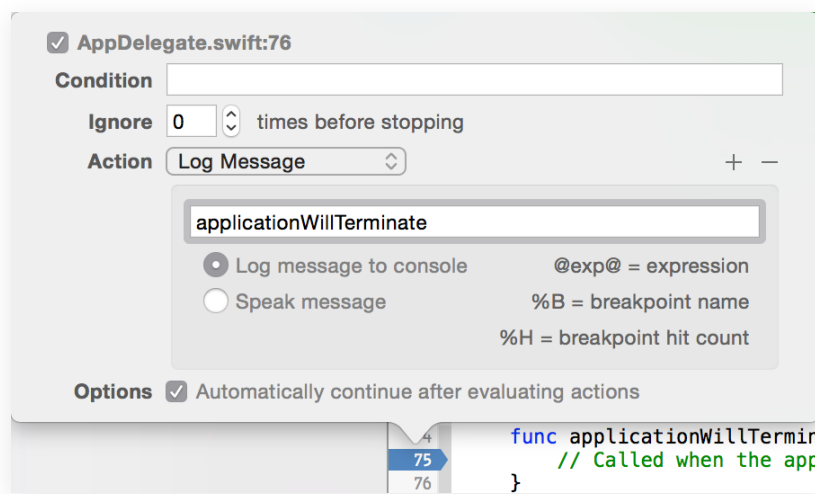 AppDelegate.swift:76
Condition
Ignore 0 times before stopping
Action Log Message + −
applicationWillTerminate
Log message to console @exp@ = expression
Speak message %B = breakpoint name
%H = breakpoint hit count
Options Automatically continue after evaluating actions
4 func applicationWillTermin
75 // Called when the app
76 }